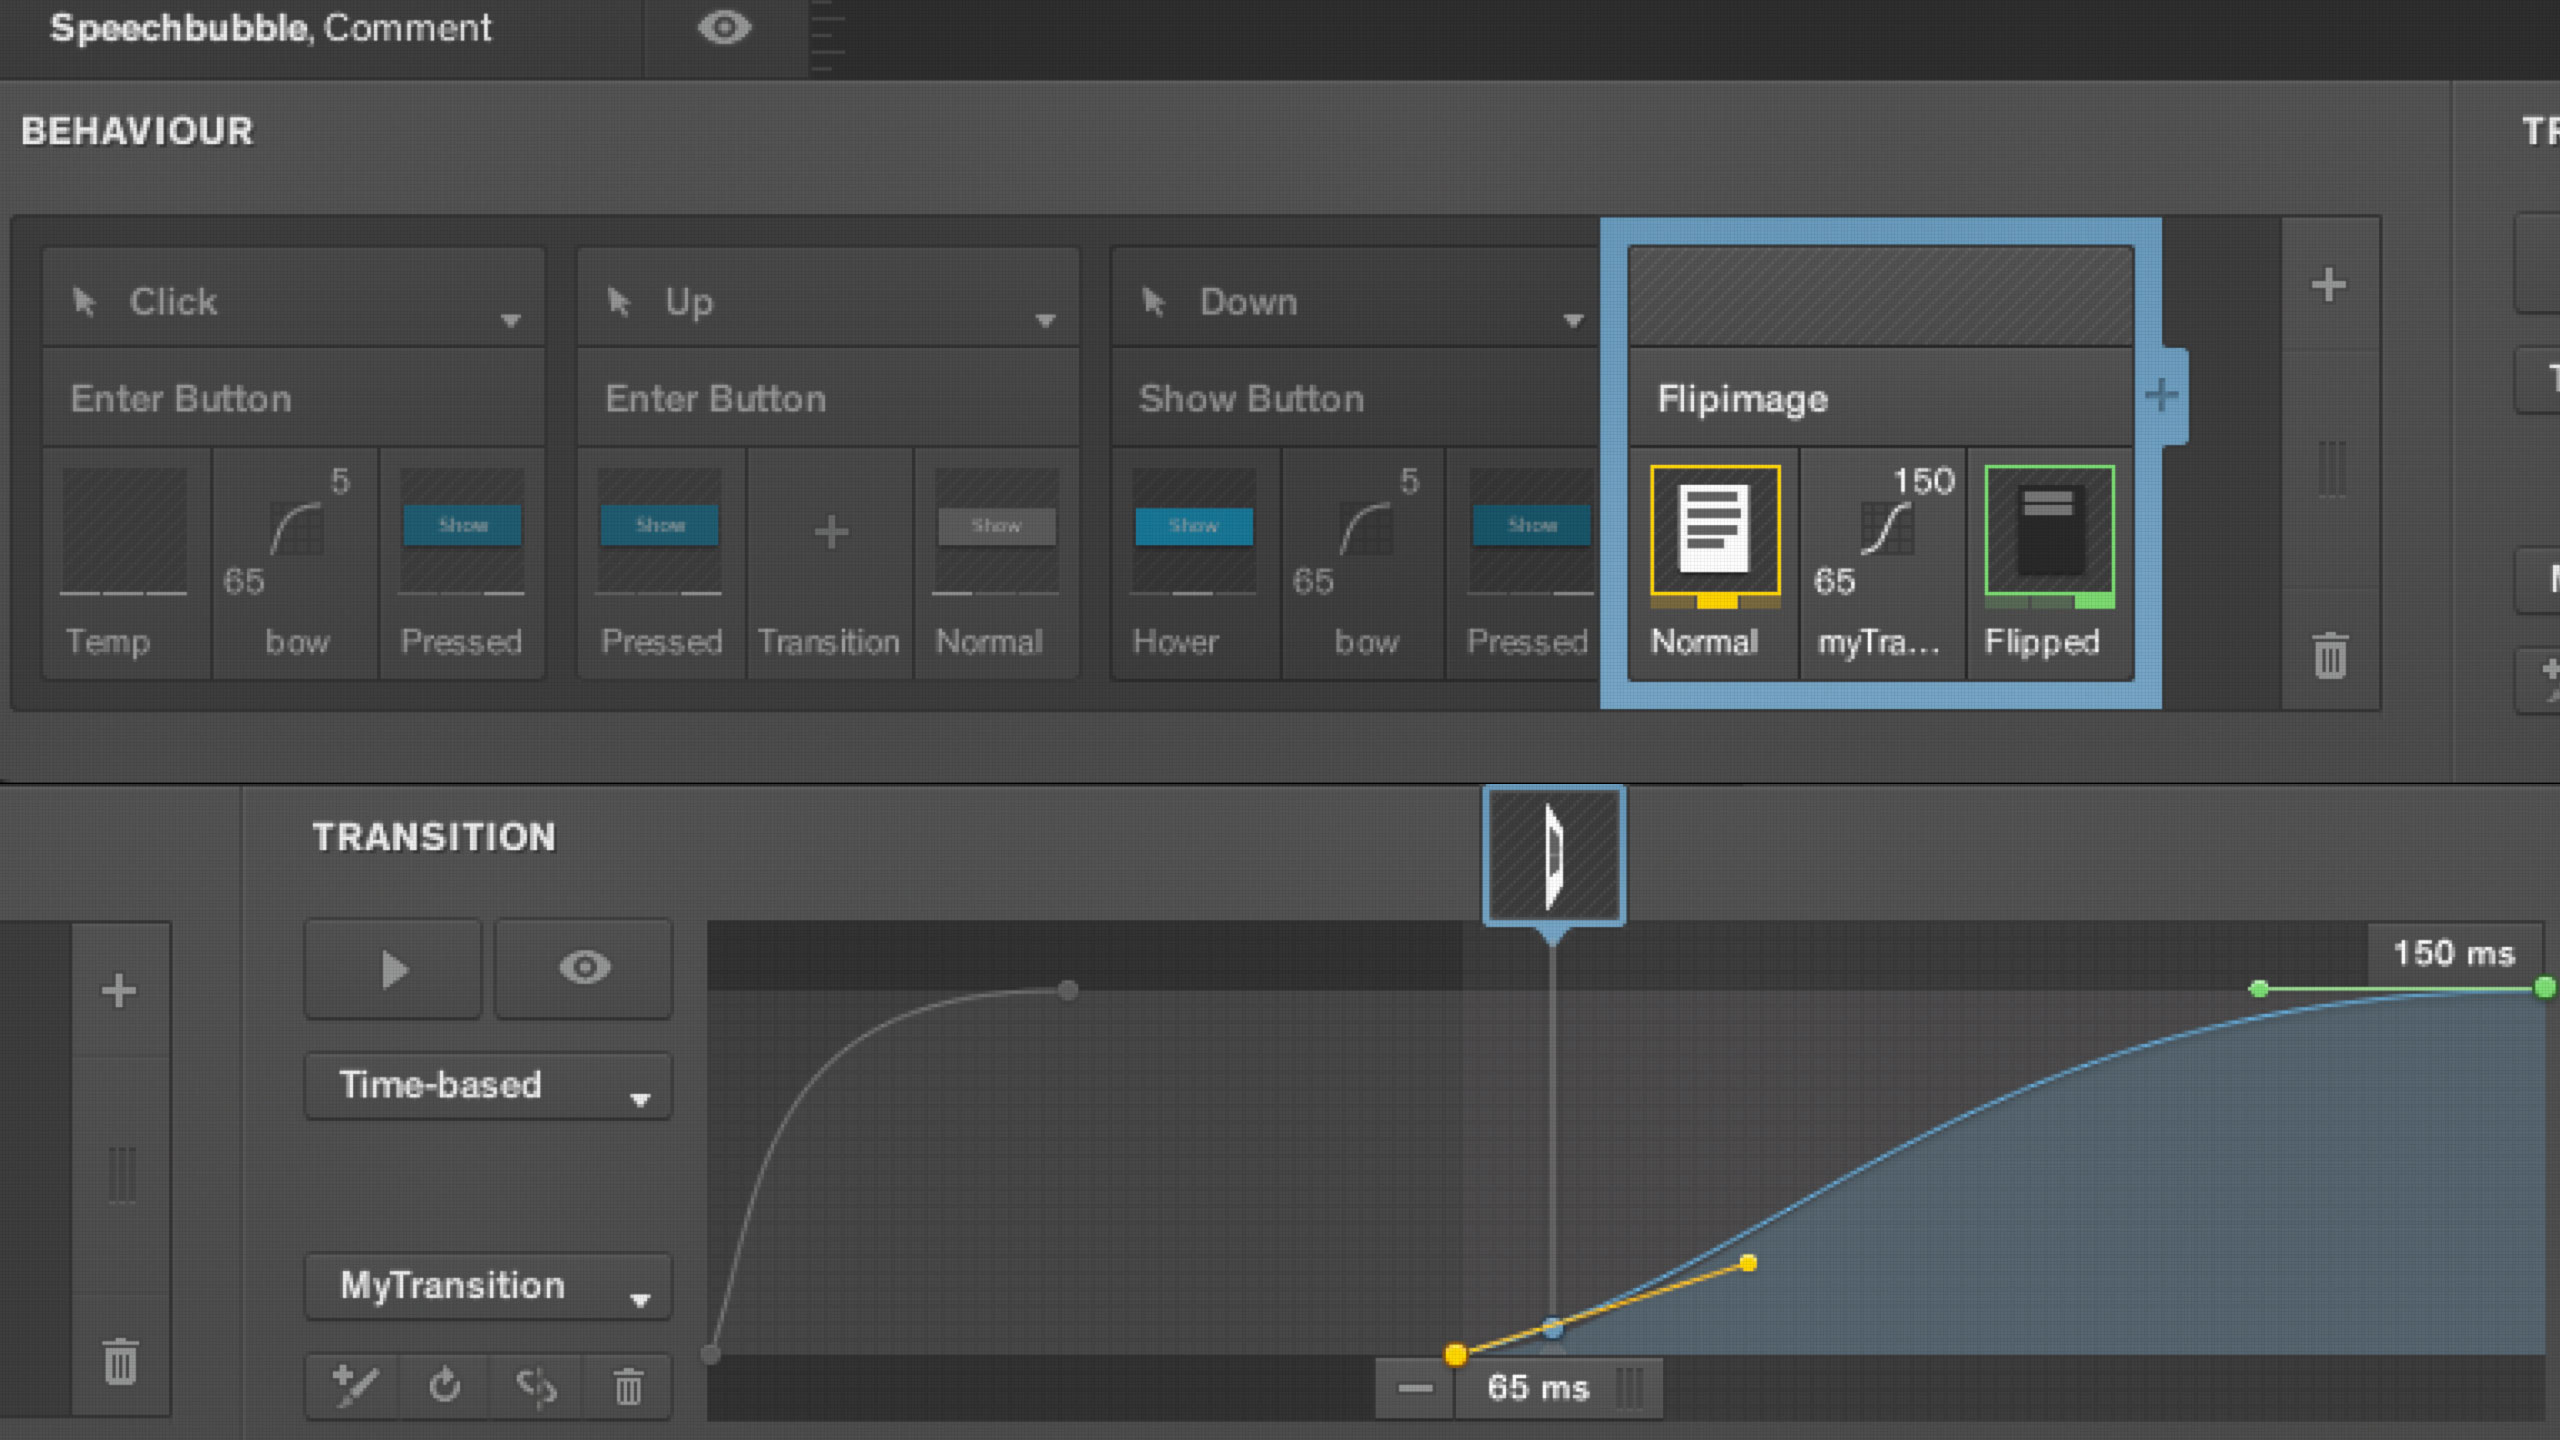 Speechbubble, Comment
BEHAVIOUR
TR
Click
Up
Down
Enter Button
Enter Button
Show Button
Flipimage
T
5
Show
Show
Show
Show
5
Show
150
65
65
65
Temp
bow
Pressed
Pressed
Transition
Normal
Hover
bow
Pressed
Normal
myTra...
Flipped
TRANSITION
150 ms
Time-based
MyTransition
65 ms